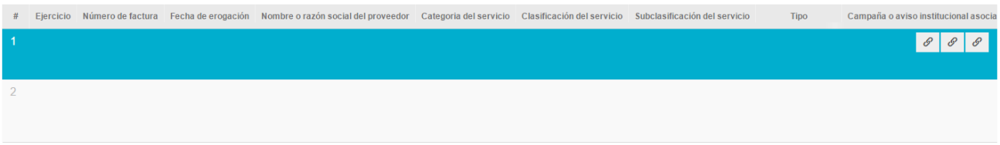 # Ejercicio Número de factura Fecha de erogación Nombre o razón social del proveedor Categoria del servicio Clasificación del servicio Subclasificación del servicio Tipo Campaña o aviso institucional asocia
1
2